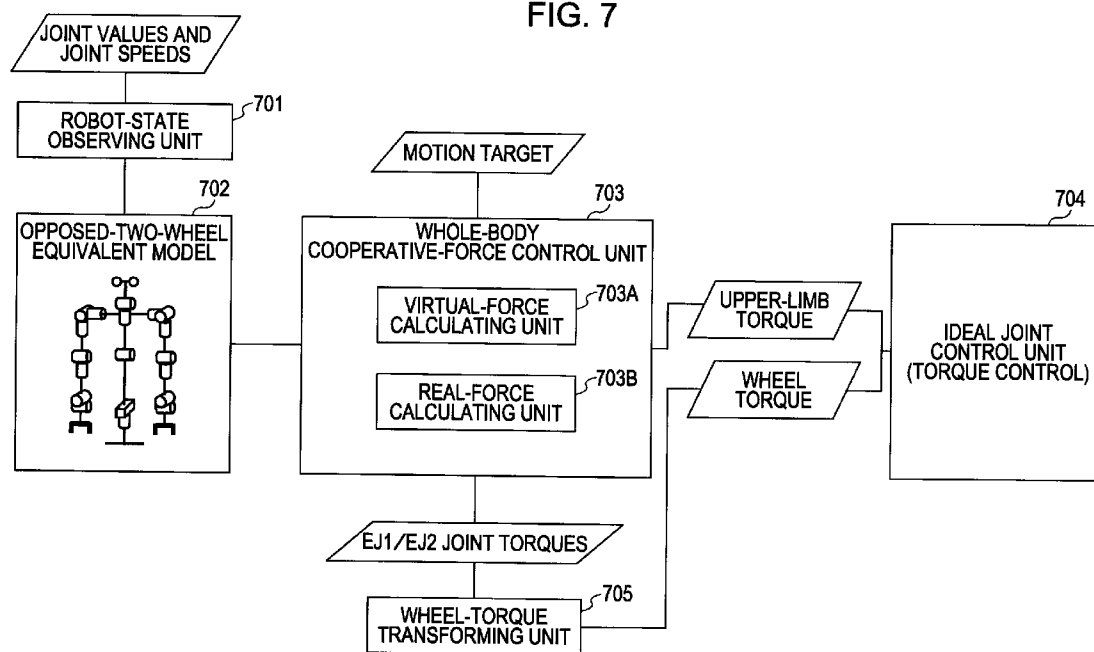 FIG. 7
JOINT VALUES AND
JOINT SPEEDS
701
ROBOT-STATE
OBSERVING UNIT
MOTION TARGET
702
OPPOSED-TWO-WHEEL
EQUIVALENT MODEL
703
WHOLE-BODY
COOPERATIVE-FORCE CONTROL UNIT
703A
VIRTUAL-FORCE
CALCULATING UNIT
703B
REAL-FORCE
CALCULATING UNIT
UPPER-LIMB
TORQUE
WHEEL
TORQUE
704
IDEAL JOINT
CONTROL UNIT
(TORQUE CONTROL)
EJ1/EJ2 JOINT TORQUES
705
WHEEL-TORQUE
TRANSFORMING UNIT